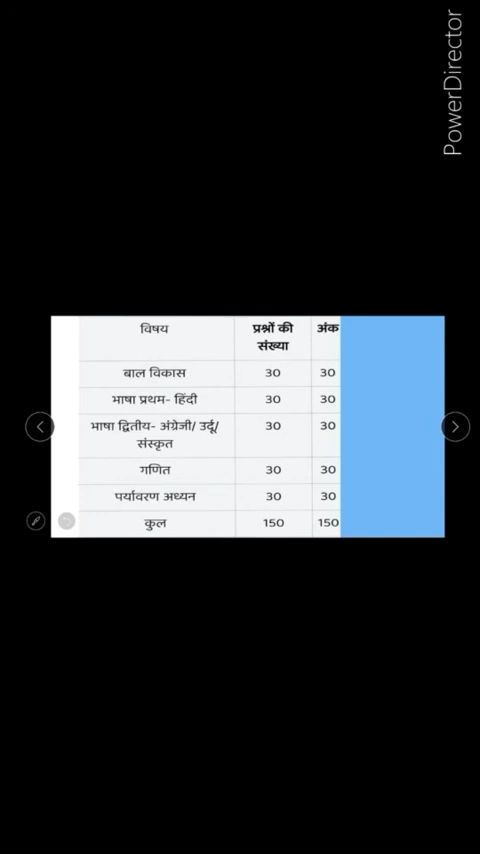 PowerDirector
विषय प्रश्नों की अंक
संख्या
बाल विकास 30 30
भाषा प्रथम- हिंदी 30 30
भाषा द्वितीय- अंग्रेजी/ उर्दू/ 30 30
संस्कृत
गणित 30 30
पर्यावरण अध्यन 30 30
कुल 150 150